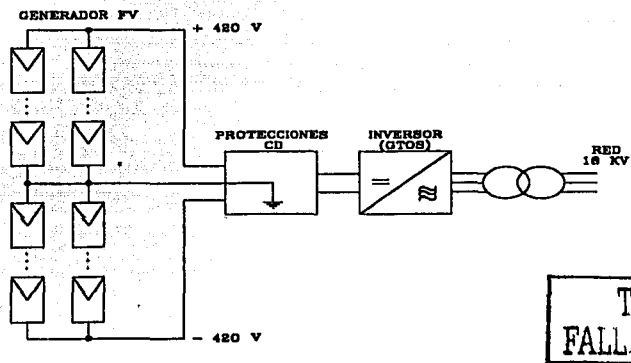 GENERADOR FV
+ 420 V
PROTECCIONES
CD
INVERSOR
(GTOS)
RED
16 KV
- 420 V
T
FALL